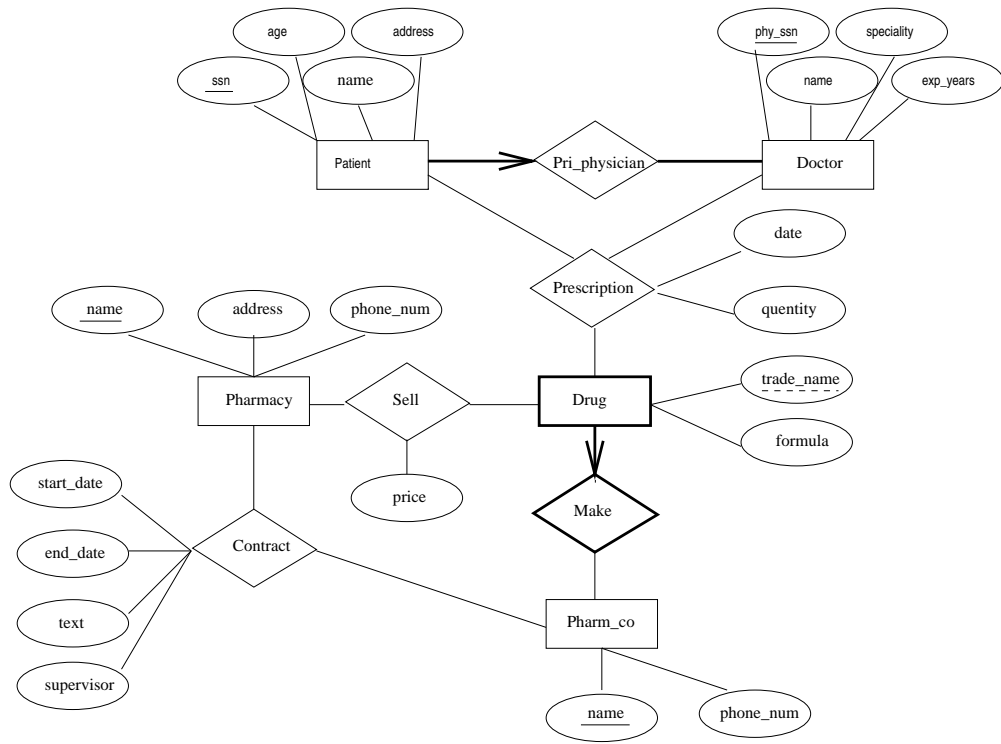 age
address
phy_ssn
speciality
ssn
name
name
exp_years
Patient
Pri_physician
Doctor
date
Prescription
name
address
phone_num
quentity
Pharmacy
Sell
Drug
trade_name
formula
start_date
price
Make
Contract
end_date
text
Pharm_co
supervisor
name
phone_num